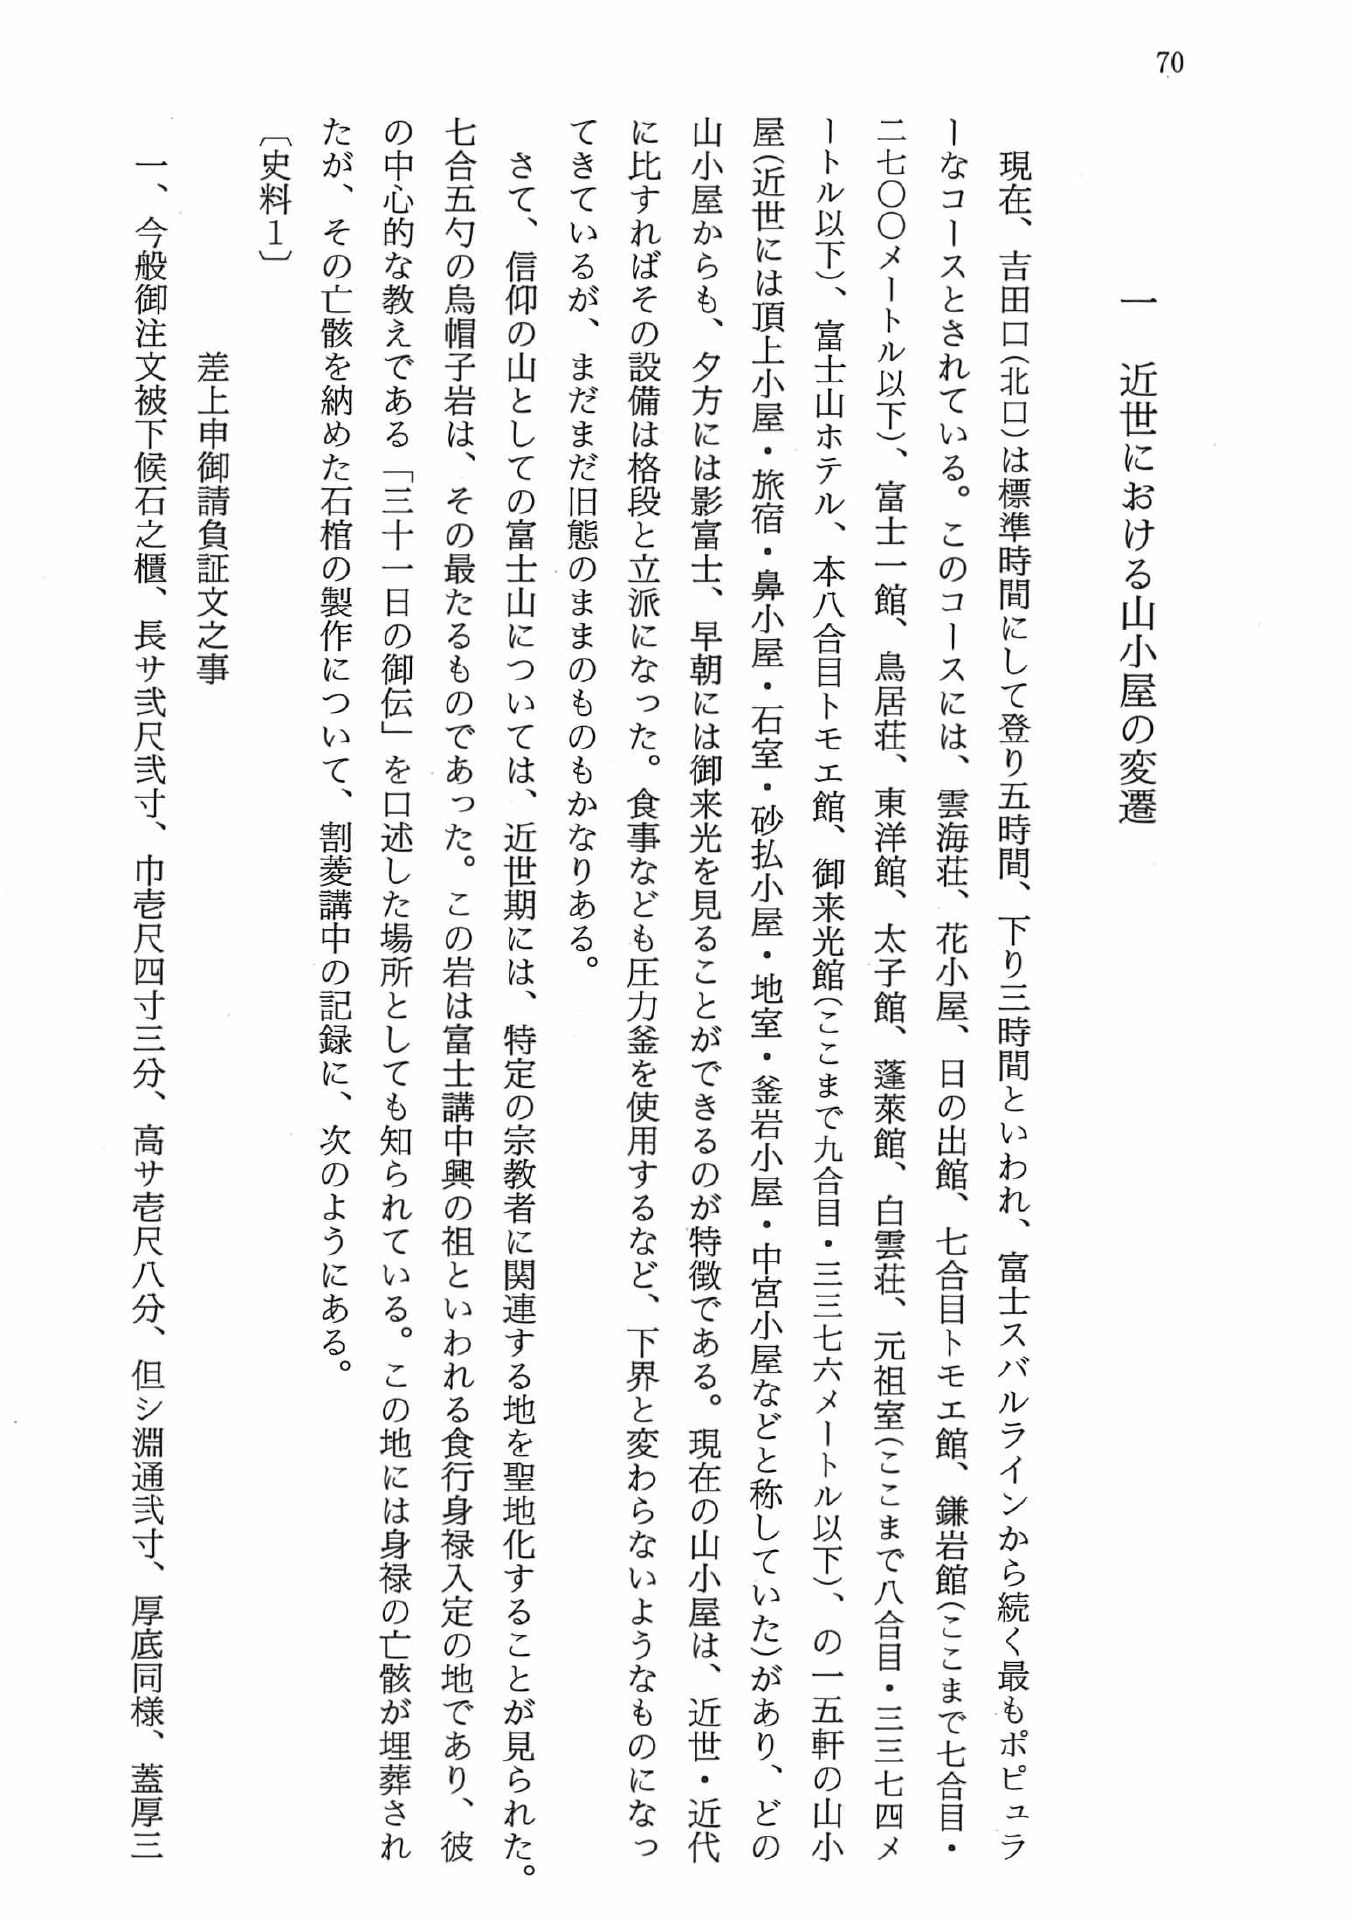 70
一　近世における山小屋の変遷
　現在、吉田口(北口)は標準時間にして登り五時間、下り三時間といわれ、富士スバルラインから続く最もポピュラ
ーなコースとされている。このコースには、雲海荘、花小屋、日の出館、七合目トモエ館、鎌岩館(ここまで七合目・
二七〇〇メートル以下)、富士一館、鳥居荘、東洋館、太子館、蓬萊館、白雲荘、元祖室(ここまで八合目・三三七四メ
ートル以下)、富士山ホテル、本八合目トモエ館、御来光館(ここまで九合目・三三七六メートル以下)、の一五軒の山小
屋(近世には頂上小屋・旅宿・鼻小屋・石室・砂払小屋・地室・釜岩小屋・中宮小屋などと称していた)があり、どの
山小屋からも、夕方には影富士、早朝には御来光を見ることができるのが特徴である。現在の山小屋は、近世・近代
に比すればその設備は格段と立派になった。食事なども圧力釜を使用するなど、下界と変わらないようなものになっ
てきているが、まだまだ旧態のままのものもかなりある。
　さて、信仰の山としての富士山については、近世期には、特定の宗教者に関連する地を聖地化することが見られた。
七合五勺の烏帽子岩は、その最たるものであった。この岩は富士講中興の祖といわれる食行身禄入定の地であり、彼
の中心的な教えである「三十一日の御伝」を口述した場所としても知られている。この地には身禄の亡骸が埋葬され
たが、その亡骸を納めた石棺の製作について、割菱講中の記録に、次のようにある。
〔史料１〕
差上申御請負証文之事
一、今般御注文被下候石之櫃、長サ弐尺弐寸、巾壱尺四寸三分、高サ壱尺八分、但シ淵通弐寸、厚底同様、蓋厚三